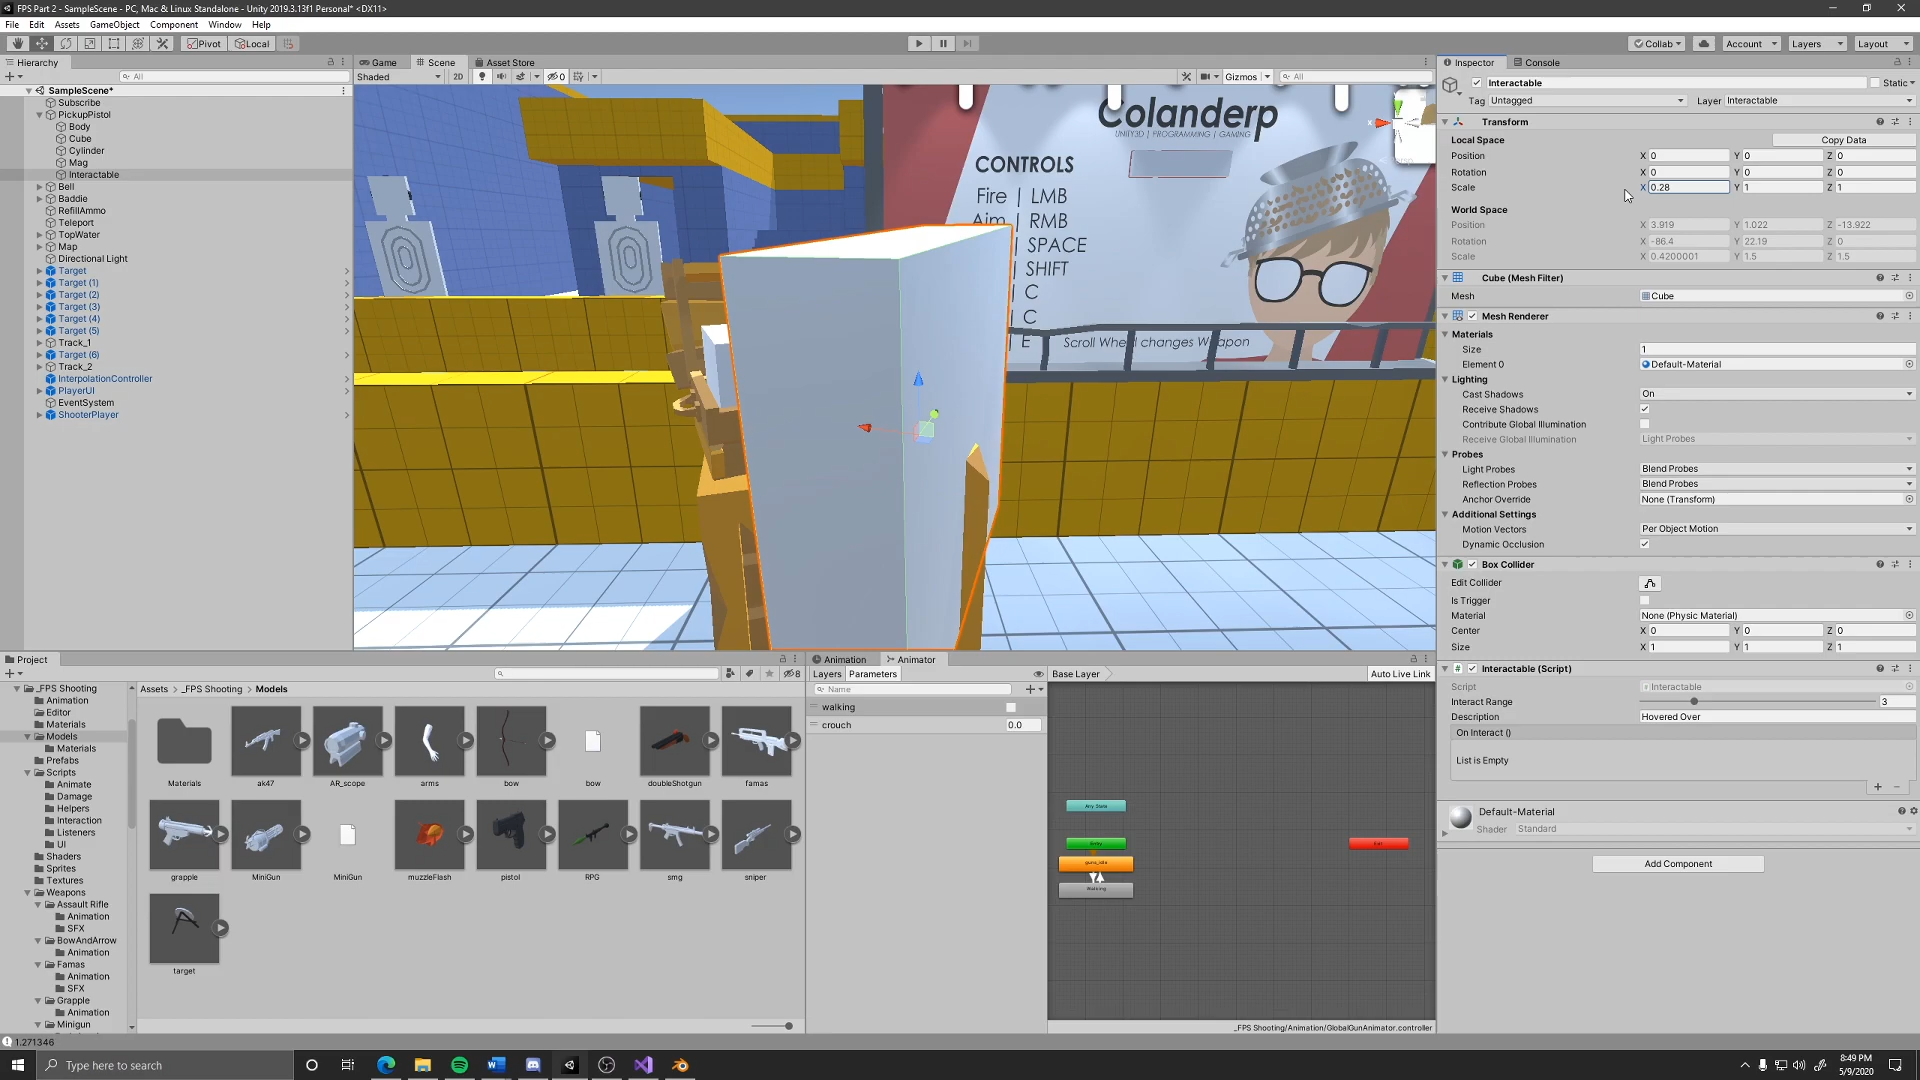 FPS Part 2 - SampleScene - PC, Mac & Linux Standalone - Unity 2019.3.13f1 Personal* <DX11>
File Edit Assets GameObject Component Window Help
Pivot Local Collab Account Layers Layout
Hierarchy
All
SampleScene*
Subscribe
PickupPistol
Body
Cube
Cylinder
Mag
Interactable
Bell
Baddie
RefillAmmo
Teleport
TopWater
Map
Directional Light
Target
Target (1)
Target (2)
Target (3)
Target (4)
Target (5)
Track_1
Target (6)
Track_2
InterpolationController
PlayerUI
EventSystem
ShooterPlayer
Game Scene Asset Store
Shaded 2D 0 Gizmos All
Colanderp
UNITY3D | PROGRAMMING | GAMING
CONTROLS
Fire | LMB
Aim | RMB
| SPACE
| SHIFT
| C
| C
| E
Scroll Wheel changes Weapon
x
Inspector Console
Interactable Static
Tag Untagged Layer Interactable
Transform
Local Space Copy Data
Position X 0 Y 0 Z 0
Rotation X 0 Y 0 Z 0
Scale X 0.28 Y 1 Z 1
World Space
Position X 3.919 Y 1.022 Z -13.922
Rotation X -86.4 Y 22.19 Z 0
Scale X 0.4200001 Y 1.5 Z 1.5
Cube (Mesh Filter)
Mesh Cube
Mesh Renderer
Materials
Size 1
Element 0 Default-Material
Lighting
Cast Shadows On
Receive Shadows
Contribute Global Illumination
Receive Global Illumination Light Probes
Probes
Light Probes Blend Probes
Reflection Probes Blend Probes
Anchor Override None (Transform)
Additional Settings
Motion Vectors Per Object Motion
Dynamic Occlusion
Box Collider
Edit Collider
Is Trigger
Material None (Physic Material)
Center X 0 Y 0 Z 0
Size X 1 Y 1 Z 1
Interactable (Script)
Script Interactable
Interact Range 3
Description Hovered Over
On Interact ()
List is Empty
Default-Material
Shader Standard
Add Component
Project
8
_FPS Shooting
Animation
Editor
Materials
Models
Materials
Prefabs
Scripts
Animate
Damage
Helpers
Interaction
Listeners
UI
Shaders
Sprites
Textures
Weapons
Assault Rifle
Animation
SFX
BowAndArrow
Animation
Famas
Animation
SFX
Grapple
Animation
Minigun
Assets > _FPS Shooting > Models
Materials ak47 AR_scope arms bow bow doubleShotgun famas
grapple MiniGun MiniGun muzzleFlash pistol RPG smg sniper
target
Animation Animator
Layers Parameters
Name
walking
crouch 0.0
Base Layer Auto Live Link
Any State
Entry
guns_idle
Walking
Exit
_FPS Shooting/Animation/GlobalGunAnimator.controller
1.271346
Type here to search
8:49 PM
5/9/2020